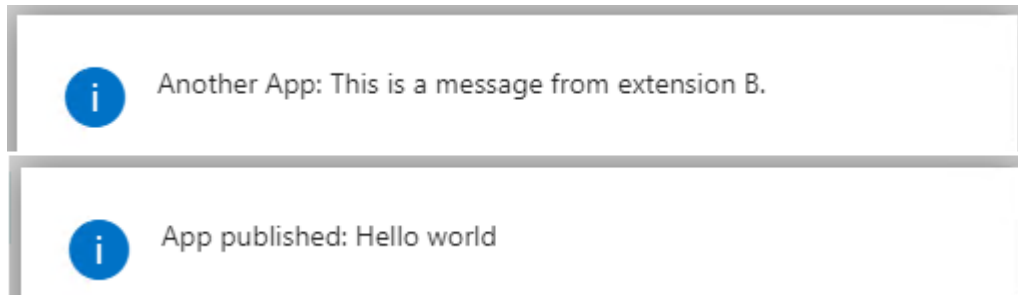 Another App: This is a message from extension B.
App published: Hello world